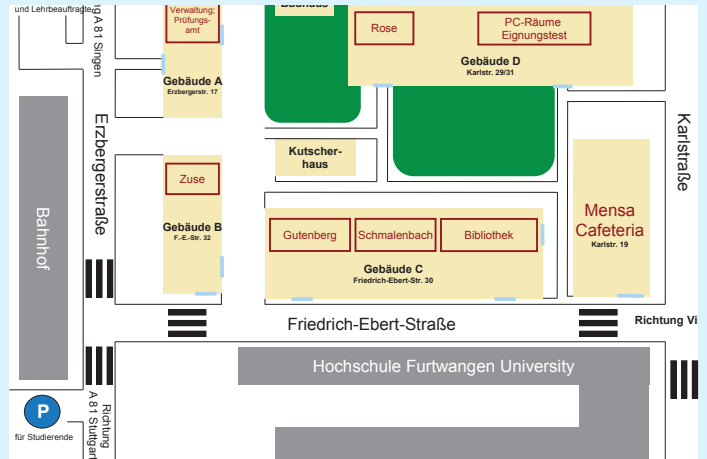 und Lehrbeauftragte
A 81 Singen
Verwaltung;
Prüfungs-
amt
Gebäude A
Erzbergerstr. 17
Bauhaus
Rose
PC-Räume
Eignungstest
Gebäude D
Karlstr. 29/31
Erzbergerstraße
Karlstraße
Kutscher-
haus
Zuse
Gebäude B
F.-E.-Str. 32
Bahnhof
Gutenberg
Schmalenbach
Bibliothek
Gebäude C
Friedrich-Ebert-Str. 30
Mensa
Cafeteria
Karlstr. 19
Friedrich-Ebert-Straße
Richtung Vi
Hochschule Furtwangen University
P
für Studierende
Richtung
A 81 Stuttgart